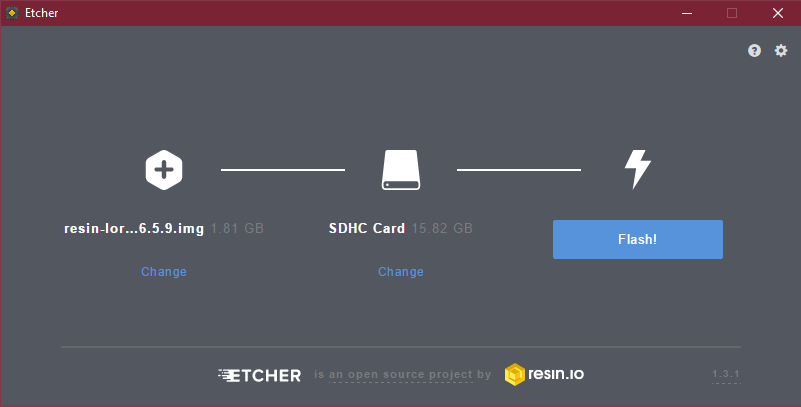 Etcher
resin-lor...6.5.9.img 1.81 GB
SDHC Card 15.82 GB
Flash!
Change
Change
ETCHER is an open source project by resin.io
1.3.1